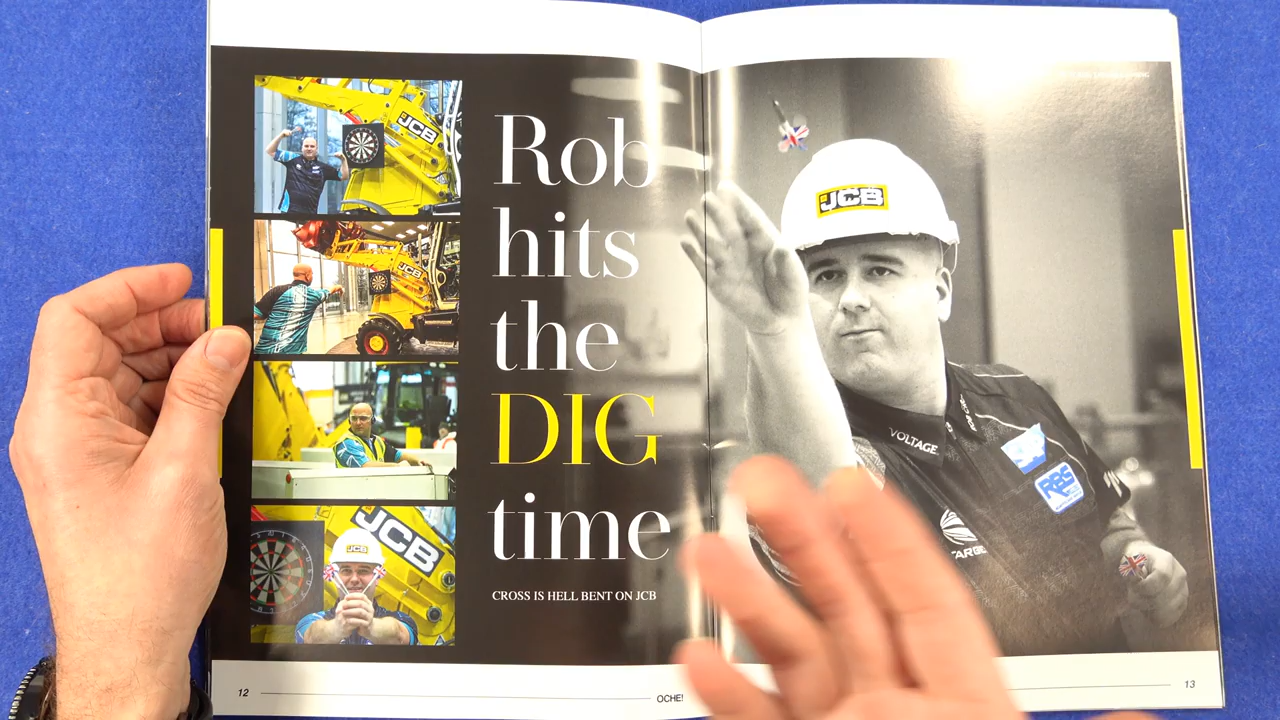 JCB
JCB
JCB
JCB
Rob
hits
the
DIG
time
CROSS IS HELL BENT ON JCB
JCB
VOLTAGE
RBS
12
OCHE!
13